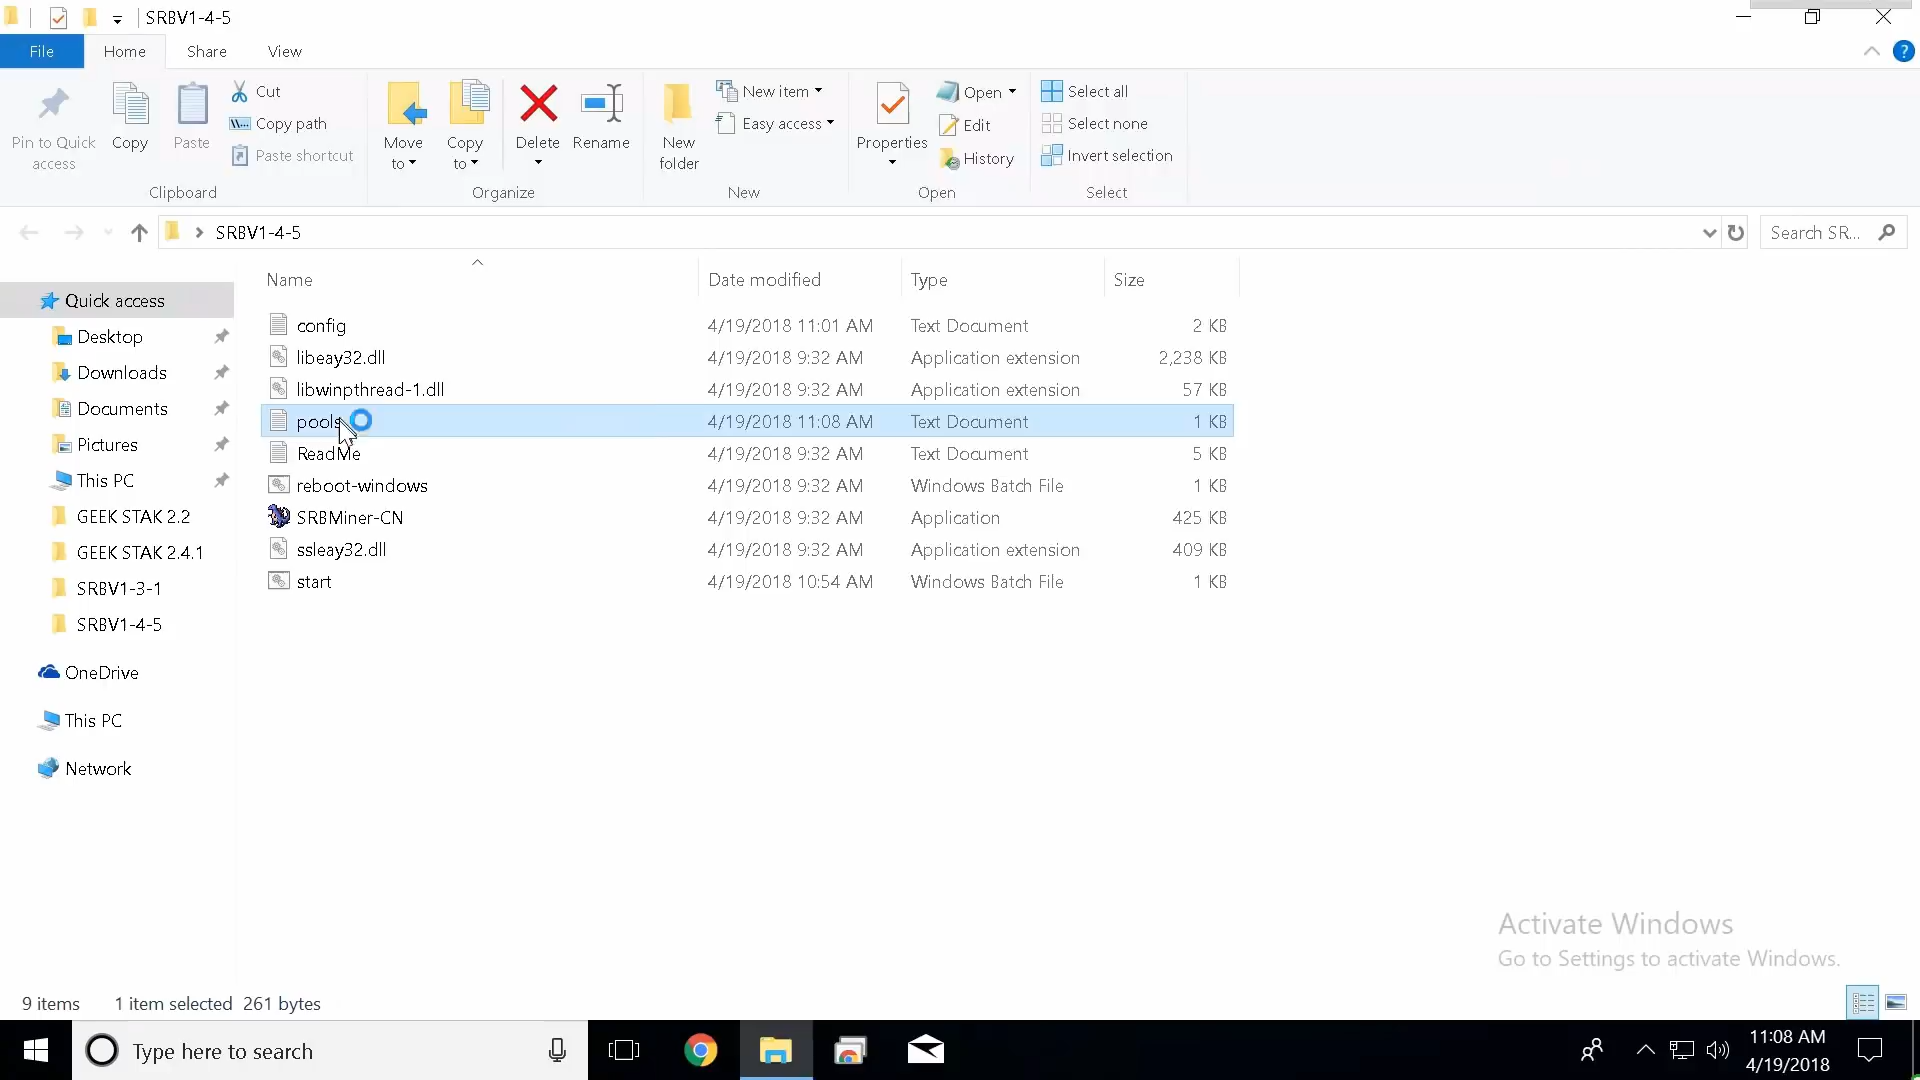 SRBV1-4-5
File Home Share View
Pin to Quick access
Copy
Paste
Cut
Copy path
Paste shortcut
Clipboard
Move to
Copy to
Delete
Rename
Organize
New folder
New item
Easy access
New
Properties
Open
Edit
History
Open
Select all
Select none
Invert selection
Select
SRBV1-4-5
Search SR...
Quick access
Desktop
Downloads
Documents
Pictures
This PC
GEEK STAK 2.2
GEEK STAK 2.4.1
SRBV1-3-1
SRBV1-4-5
OneDrive
This PC
Network
Name Date modified Type Size
config 4/19/2018 11:01 AM Text Document 2 KB
libeay32.dll 4/19/2018 9:32 AM Application extension 2,238 KB
libwinpthread-1.dll 4/19/2018 9:32 AM Application extension 57 KB
pools 4/19/2018 11:08 AM Text Document 1 KB
ReadMe 4/19/2018 9:32 AM Text Document 5 KB
reboot-windows 4/19/2018 9:32 AM Windows Batch File 1 KB
SRBMiner-CN 4/19/2018 9:32 AM Application 425 KB
ssleay32.dll 4/19/2018 9:32 AM Application extension 409 KB
start 4/19/2018 10:54 AM Windows Batch File 1 KB
Activate Windows
Go to Settings to activate Windows.
9 items 1 item selected 261 bytes
Type here to search
11:08 AM
4/19/2018